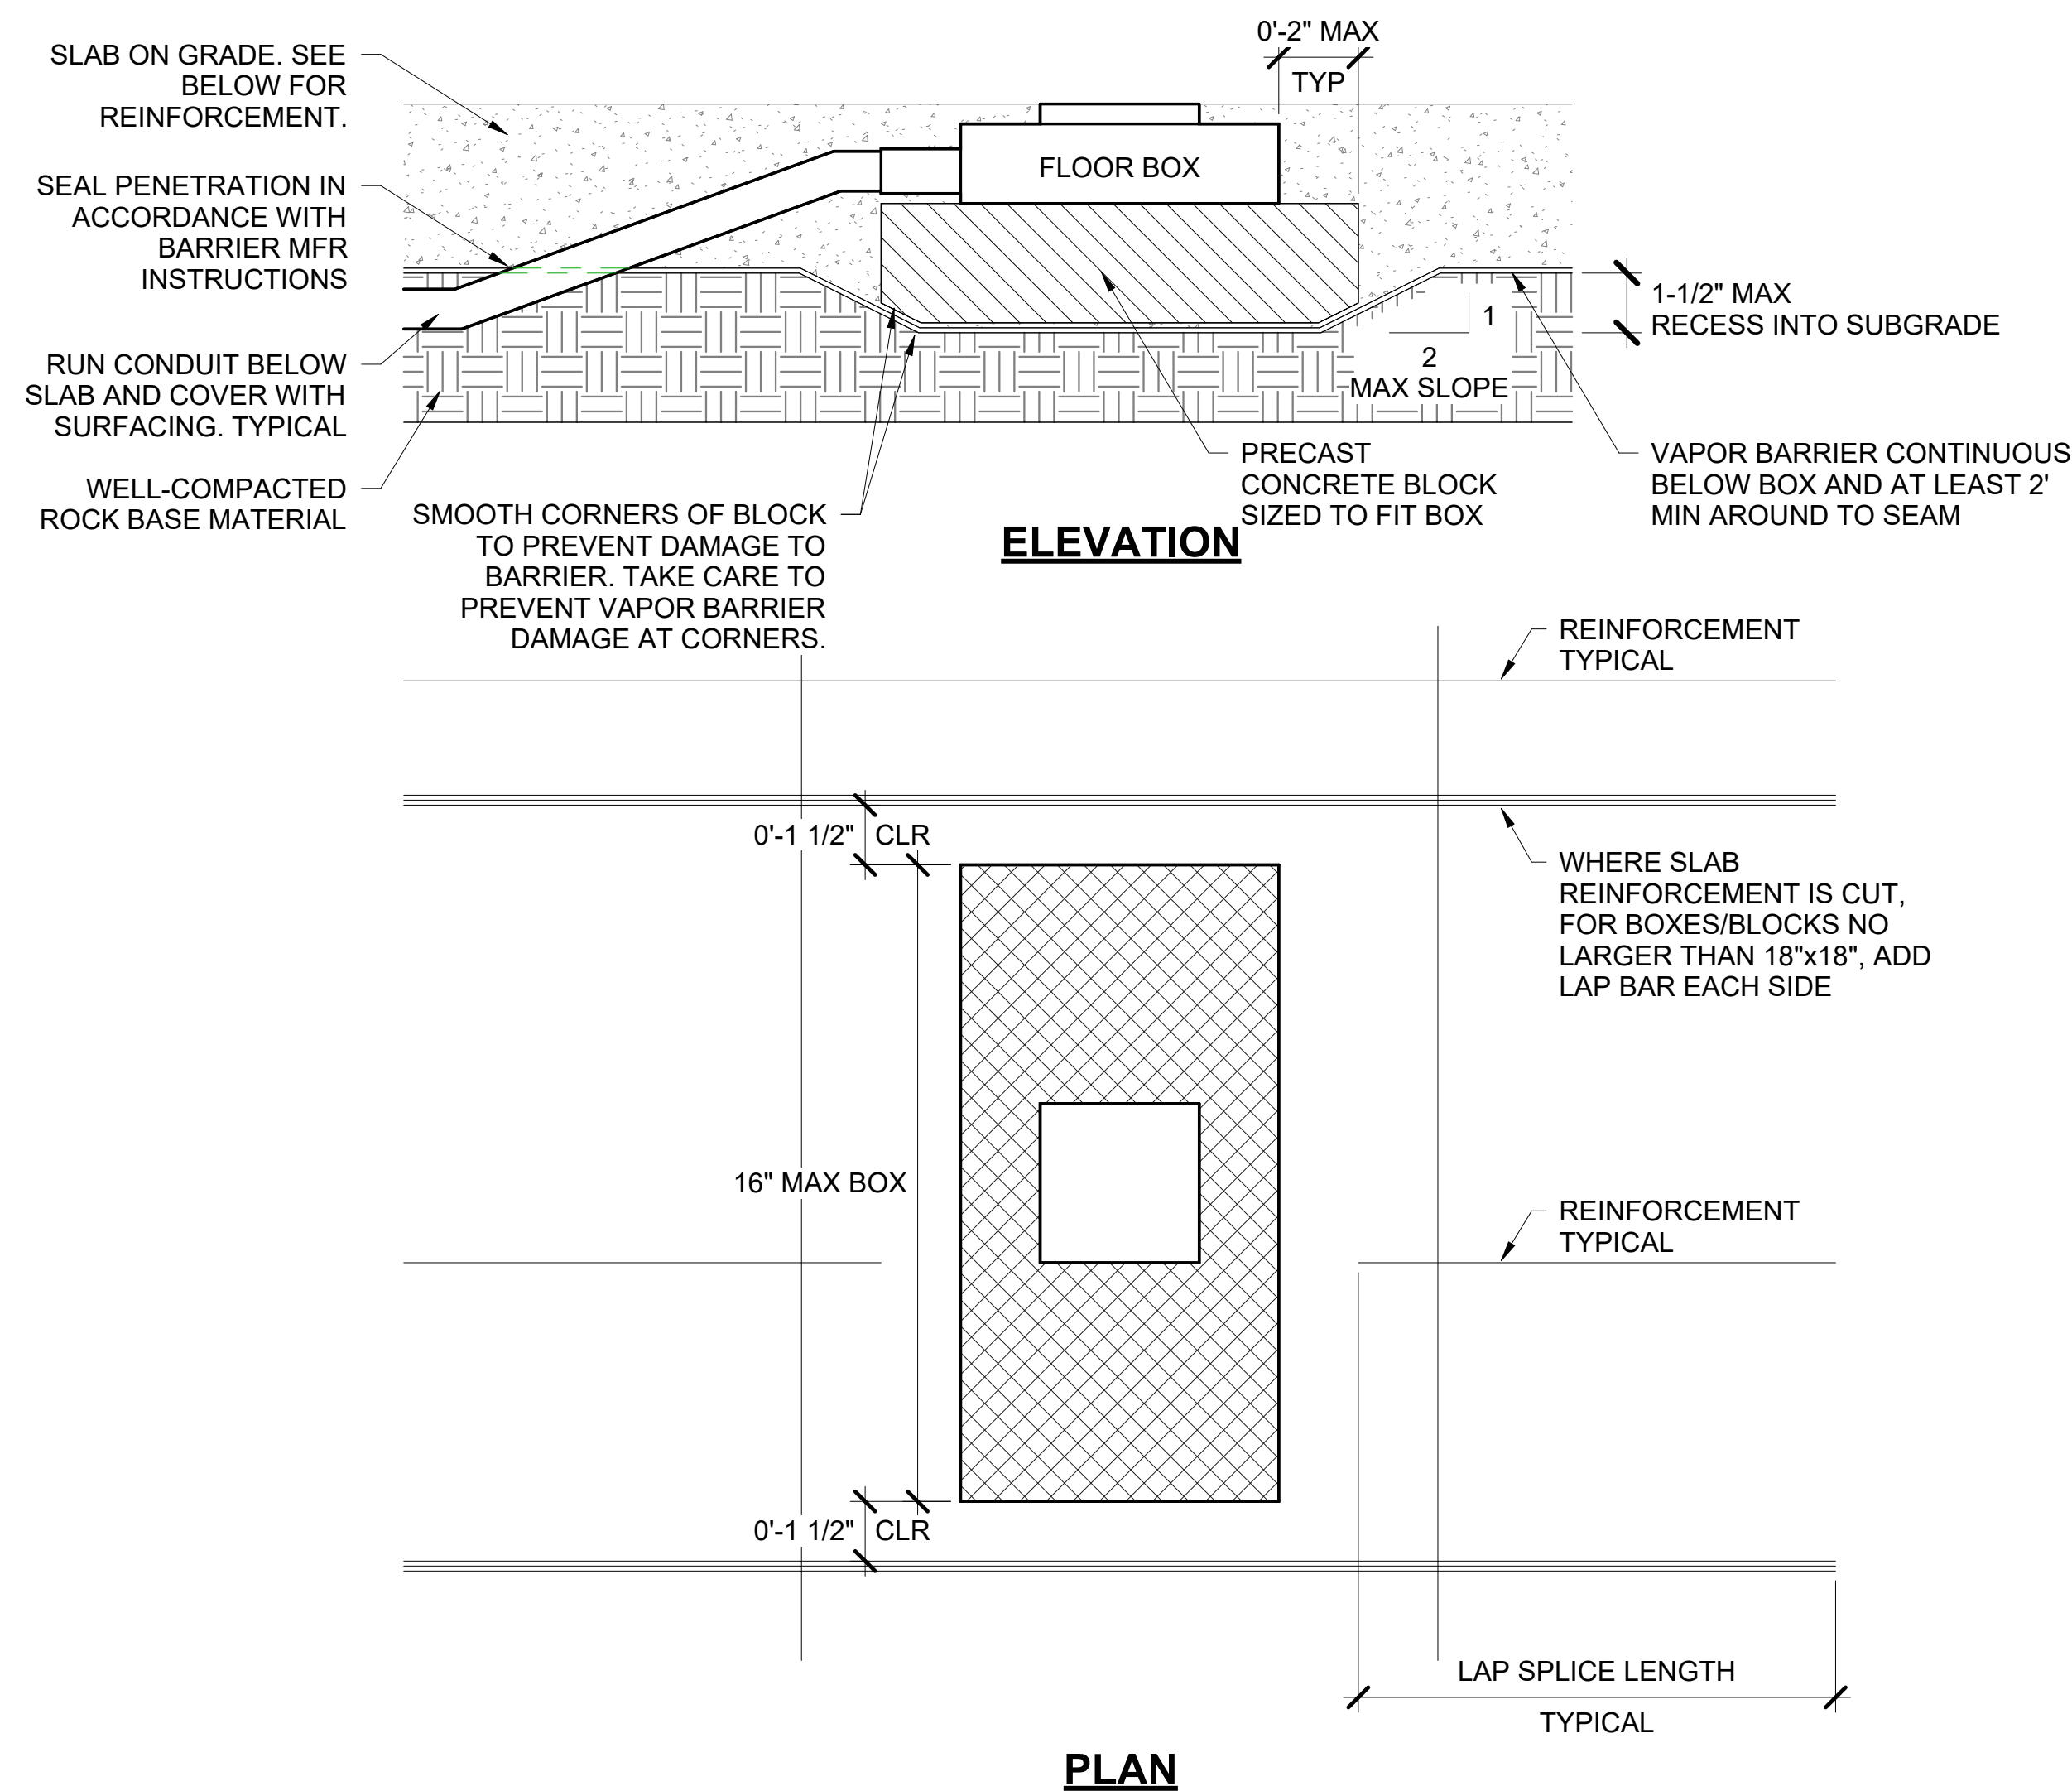 0'-2" MAX
TYP
SLAB ON GRADE. SEE
BELOW FOR
REINFORCEMENT.
FLOOR BOX
SEAL PENETRATION IN
ACCORDANCE WITH
BARRIER MFR
INSTRUCTIONS
1-1/2" MAX
RECESS INTO SUBGRADE
1
2
MAX SLOPE
RUN CONDUIT BELOW
SLAB AND COVER WITH
SURFACING. TYPICAL
WELL-COMPACTED
ROCK BASE MATERIAL
SMOOTH CORNERS OF BLOCK
TO PREVENT DAMAGE TO
BARRIER. TAKE CARE TO
PREVENT VAPOR BARRIER
DAMAGE AT CORNERS.
PRECAST
CONCRETE BLOCK
SIZED TO FIT BOX
VAPOR BARRIER CONTINUOUS
BELOW BOX AND AT LEAST 2'
MIN AROUND TO SEAM
ELEVATION
REINFORCEMENT
TYPICAL
0'-1 1/2" CLR
WHERE SLAB
REINFORCEMENT IS CUT,
FOR BOXES/BLOCKS NO
LARGER THAN 18"x18", ADD
LAP BAR EACH SIDE
16" MAX BOX
REINFORCEMENT
TYPICAL
0'-1 1/2" CLR
LAP SPLICE LENGTH
TYPICAL
PLAN